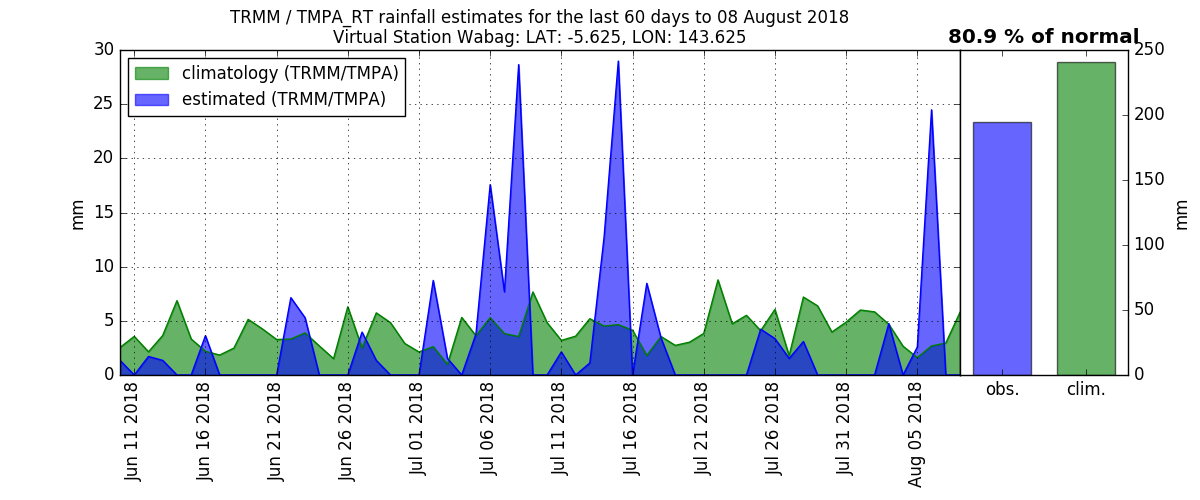 TRMM / TMPA_RT rainfall estimates for the last 60 days to 08 August 2018
Virtual Station Wabag: LAT: -5.625, LON: 143.625
80.9 % of normal
climatology (TRMM/TMPA)
estimated (TRMM/TMPA)
30
25
20
15
10
5
0
mm
Jun 11 2018
Jun 16 2018
Jun 21 2018
Jun 26 2018
Jul 01 2018
Jul 06 2018
Jul 11 2018
Jul 16 2018
Jul 21 2018
Jul 26 2018
Jul 31 2018
Aug 05 2018
obs.
clim.
250
200
150
100
50
0
mm